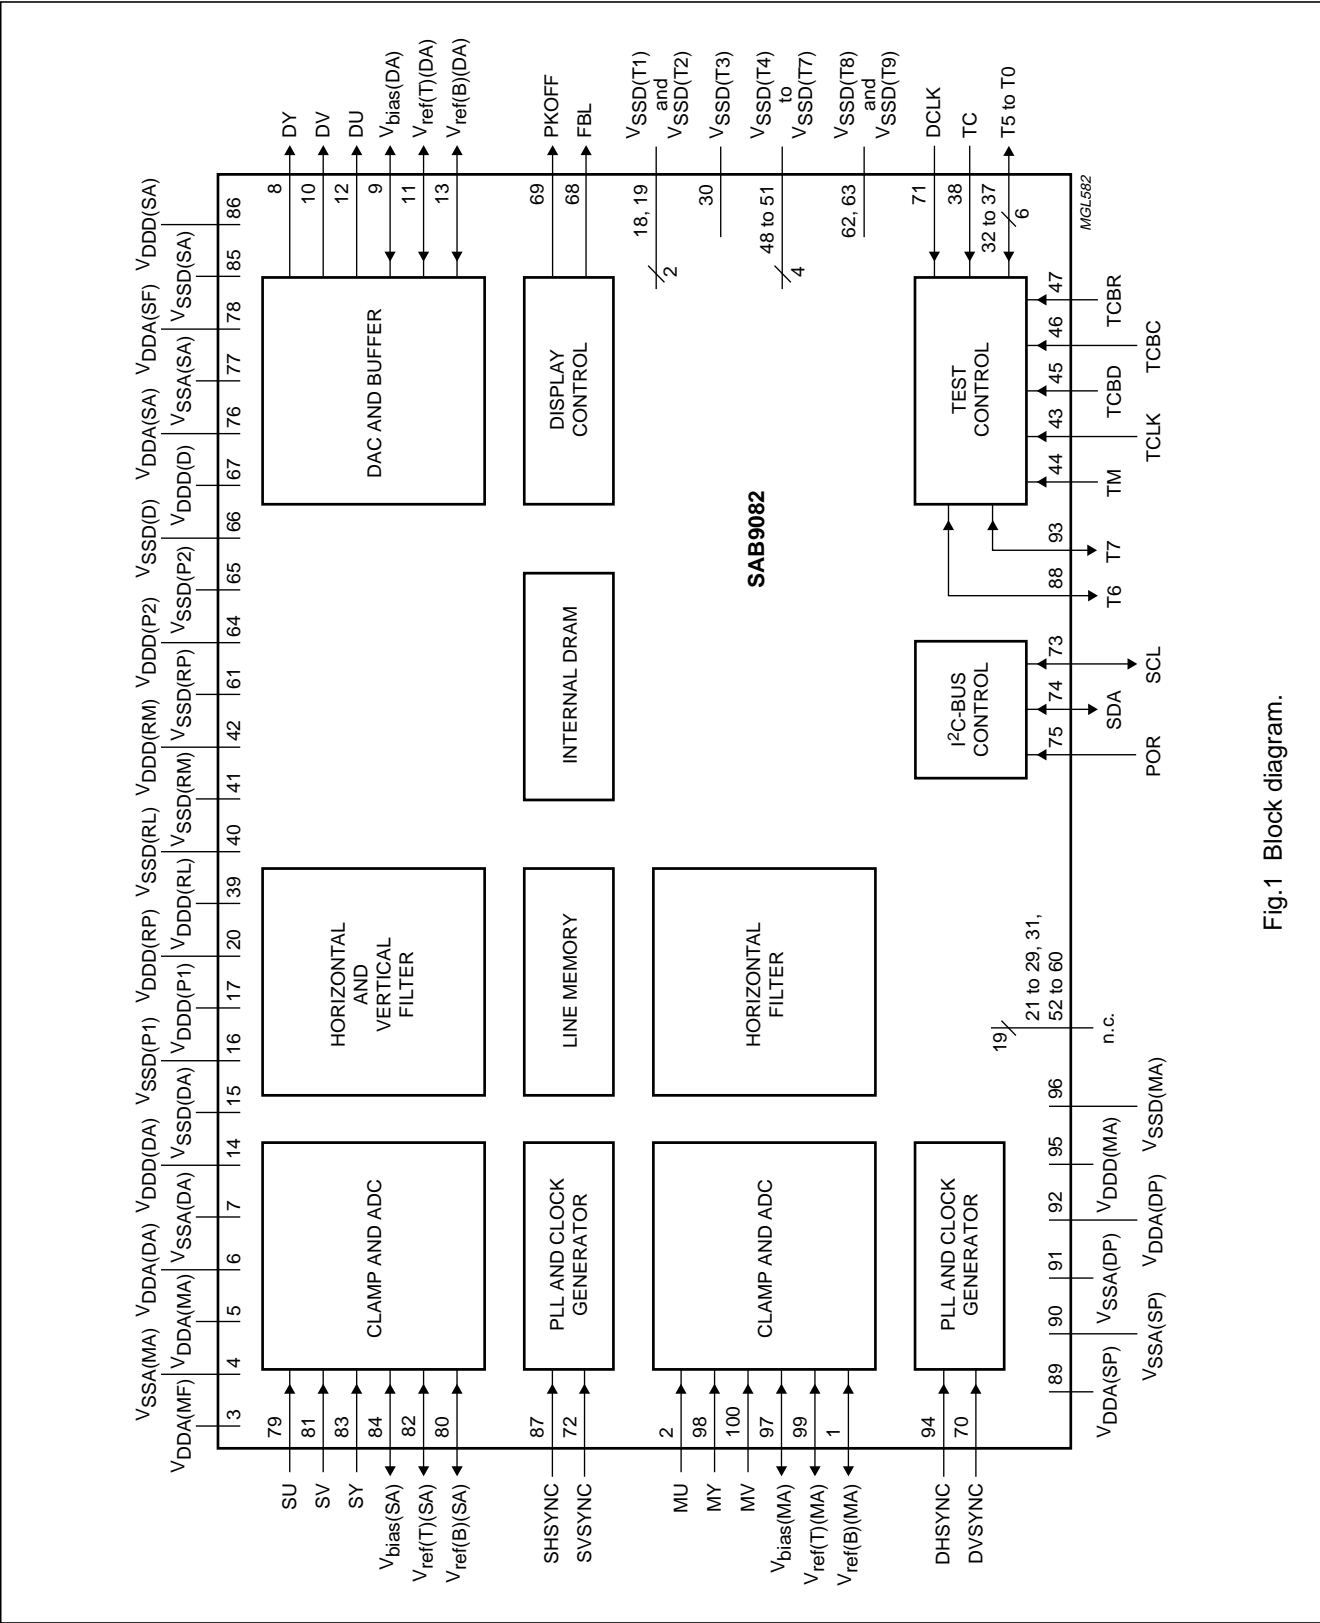 VDDA(MF)
3
VSSA(MA)
4
VDDA(MA)
5
VDDA(DA)
6
VSSA(DA)
7
VDDD(DA)
14
VSSD(DA)
15
VSSD(P1)
16
VDDD(P1)
17
VDDD(RP)
20
VDDD(RL)
39
VSSD(RL)
40
VSSD(RM)
41
VDDD(RM)
42
VSSD(RP)
61
VDDD(P2)
64
VSSD(P2)
65
VSSD(D)
66
VDDD(D)
67
VDDA(SA)
76
VSSA(SA)
77
VDDA(SF)
78
VSSD(SA)
85
VDDD(SA)
86
SU 79
SV 81
SY 83
Vbias(SA) 84
Vref(T)(SA) 82
Vref(B)(SA) 80
CLAMP AND ADC
HORIZONTAL
AND
VERTICAL
FILTER
DAC AND BUFFER
8 DY
10 DV
12 DU
9 Vbias(DA)
11 Vref(T)(DA)
13 Vref(B)(DA)
SHSYNC 87
SVSYNC 72
PLL AND CLOCK
GENERATOR
LINE MEMORY
INTERNAL DRAM
DISPLAY
CONTROL
69 PKOFF
68 FBL
MU 2
MY 98
MV 100
Vbias(MA) 97
Vref(T)(MA) 99
Vref(B)(MA) 1
CLAMP AND ADC
HORIZONTAL
FILTER
SAB9082
18, 19
2
VSSD(T1)
and
VSSD(T2)
30
VSSD(T3)
48 to 51
4
VSSD(T4)
to
VSSD(T7)
62, 63
VSSD(T8)
and
VSSD(T9)
DHSYNC 94
DVSYNC 70
PLL AND CLOCK
GENERATOR
I²C-BUS
CONTROL
TEST
CONTROL
71 DCLK
38 TC
32 to 37
6
T5 to T0
89
VDDA(SP)
90
VSSA(SP)
91
VSSA(DP)
92
VDDA(DP)
95
VDDD(MA)
96
VSSD(MA)
19
21 to 29, 31,
52 to 60
n.c.
75
POR
74
SDA
73
SCL
88
T6
93
T7
44
TM
43
TCLK
45
TCBD
46
TCBC
47
TCBR
MGL582
Fig.1 Block diagram.